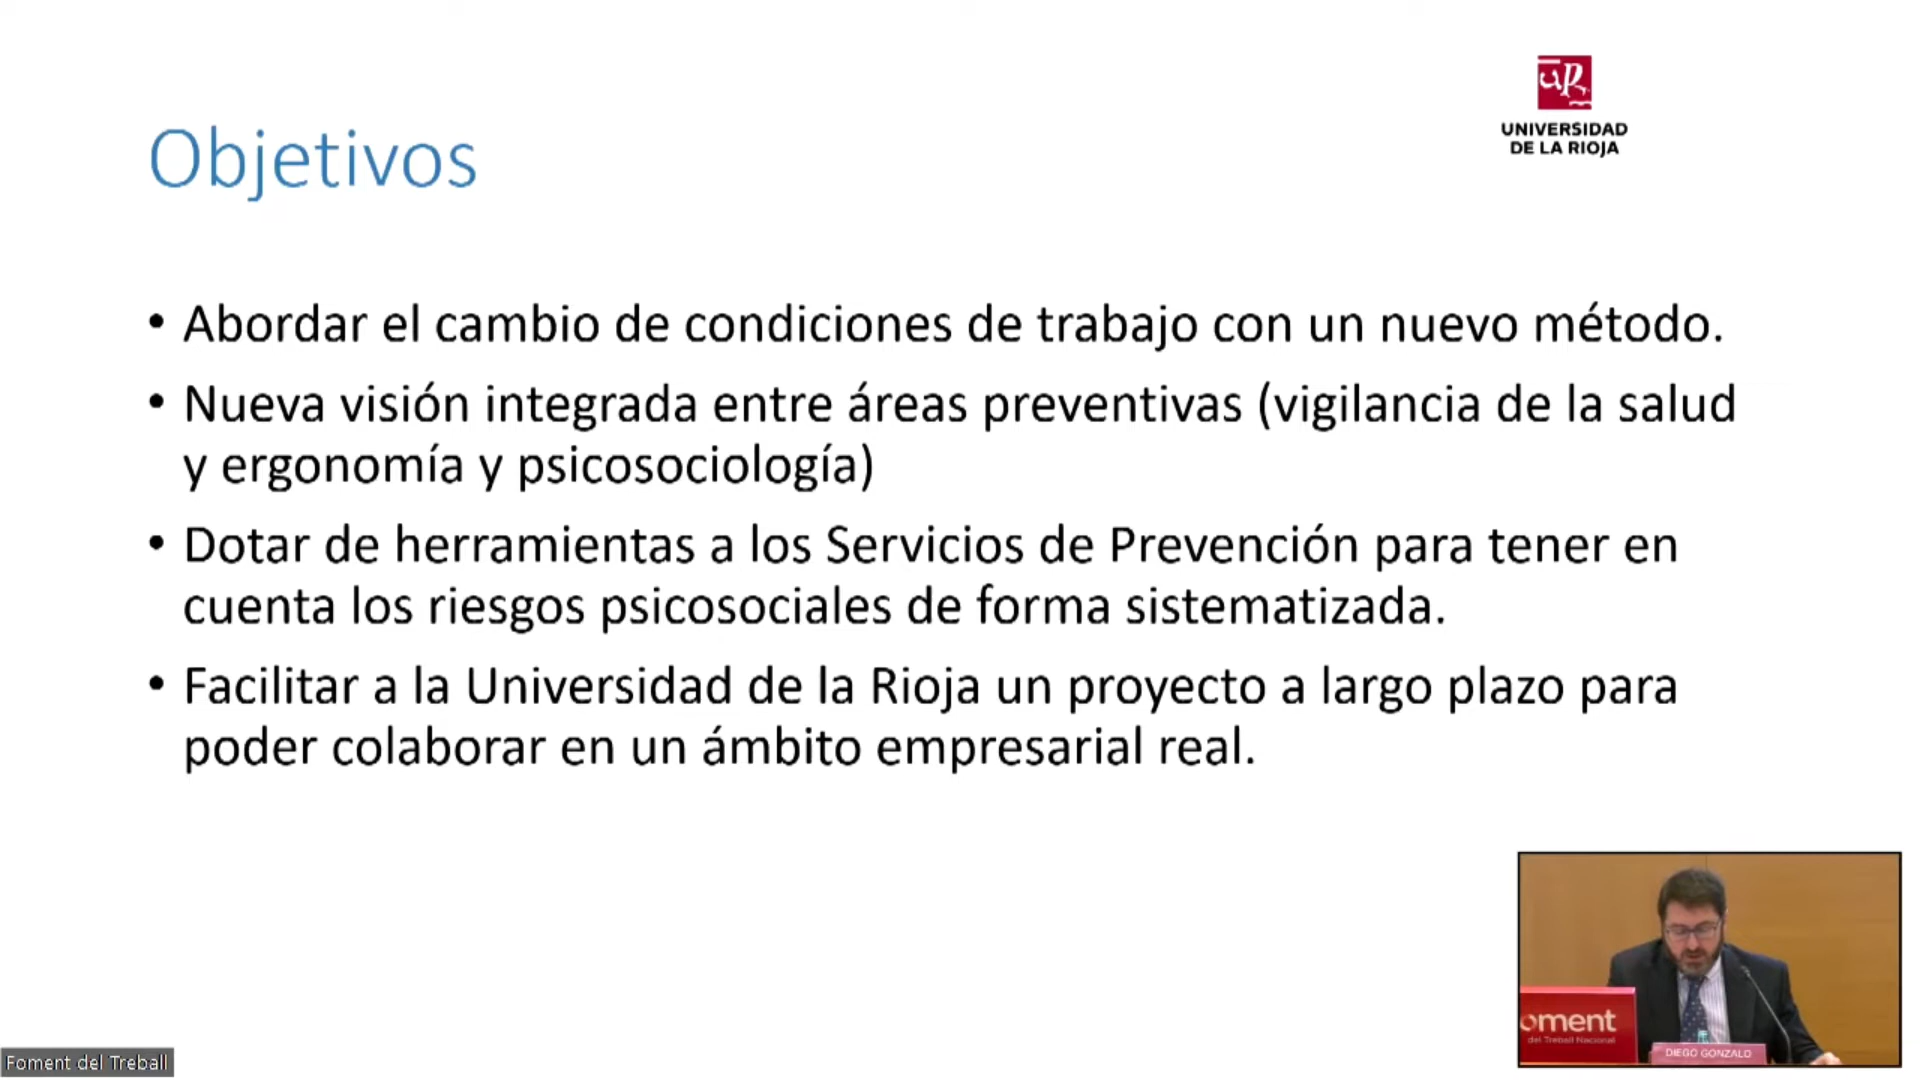 UNIVERSIDAD
DE LA RIOJA
Objetivos
• Abordar el cambio de condiciones de trabajo con un nuevo método.
• Nueva visión integrada entre áreas preventivas (vigilancia de la salud
y ergonomía y psicosociología)
• Dotar de herramientas a los Servicios de Prevención para tener en
cuenta los riesgos psicosociales de forma sistematizada.
• Facilitar a la Universidad de la Rioja un proyecto a largo plazo para
poder colaborar en un ámbito empresarial real.
oment
del Treball Nacional
DIEGO GONZALO
Foment del Treball